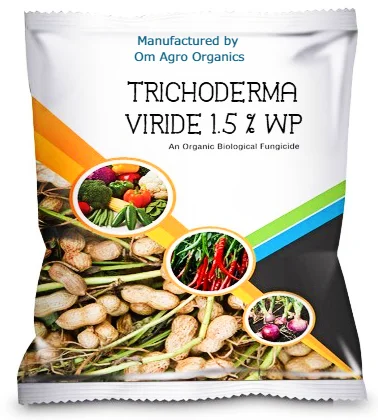 Manufactured by
Om Agro Organics
TRICHODERMA
VIRIDE 1.5 % WP
An Organic Biological Fungicide